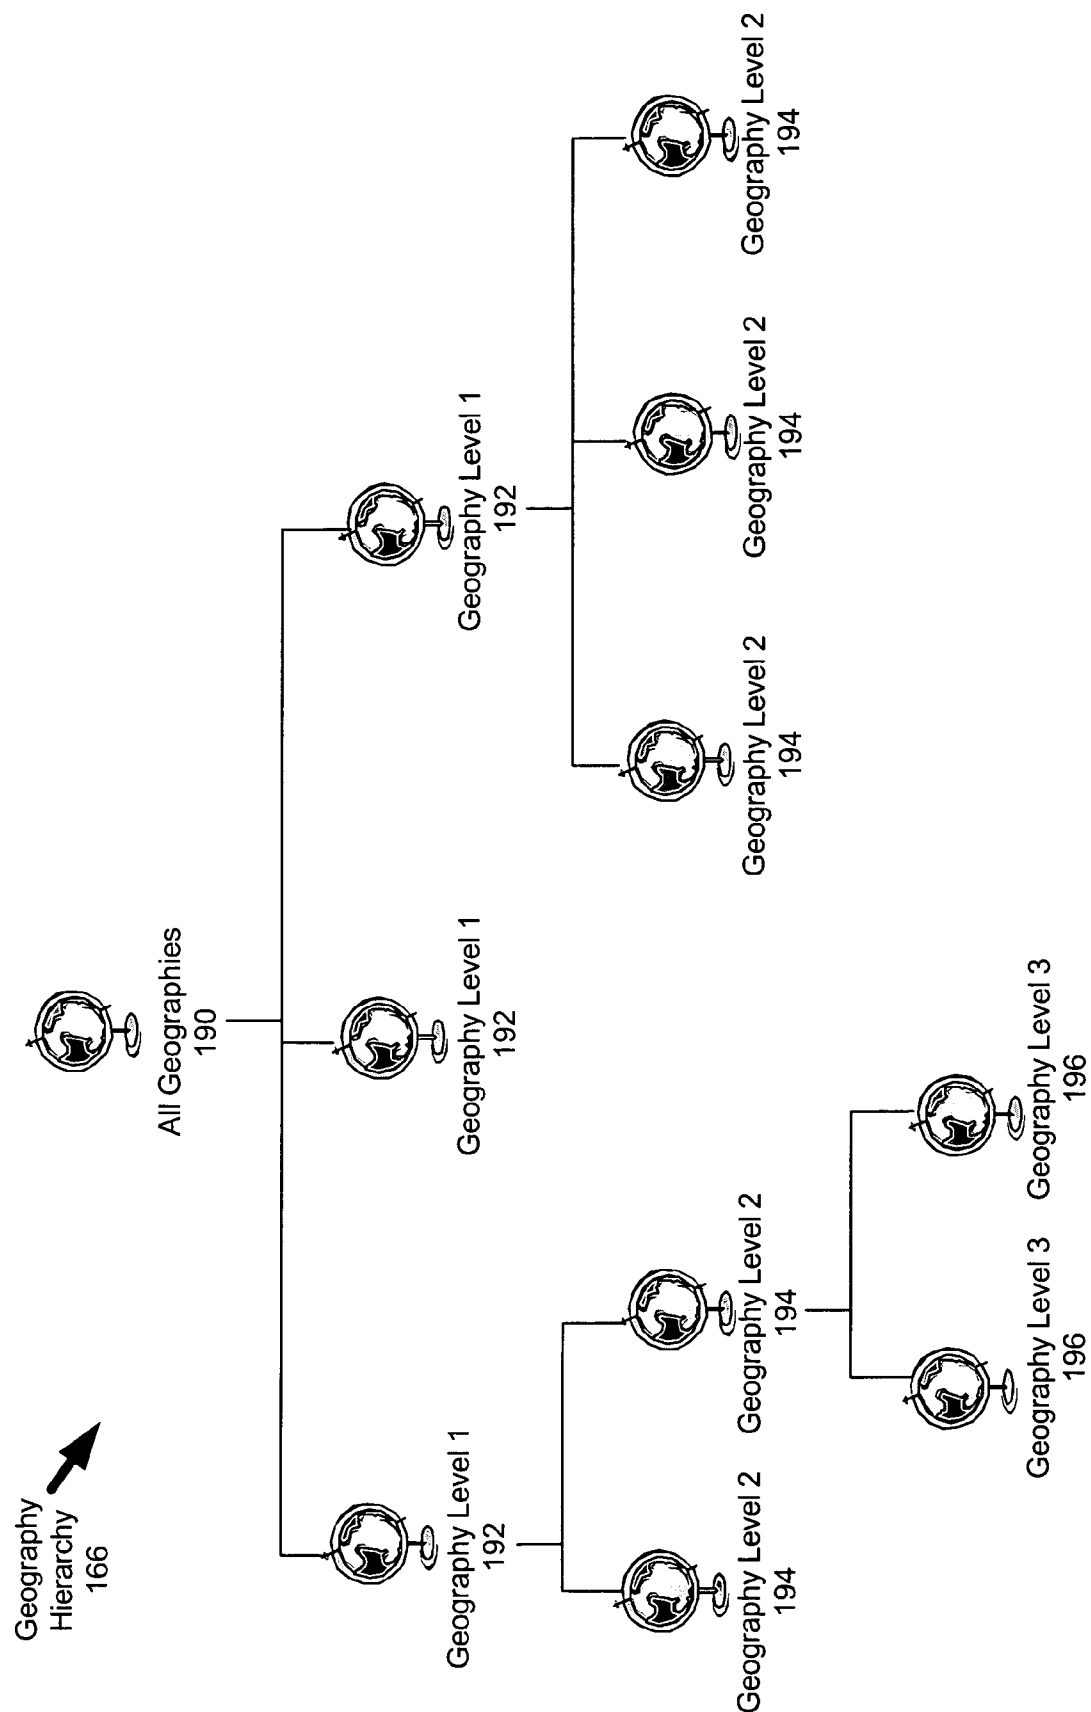 Geography
Hierarchy
166
All Geographies
190
Geography Level 1
192
Geography Level 1
192
Geography Level 1
192
Geography Level 2
194
Geography Level 2
194
Geography Level 2
194
Geography Level 2
194
Geography Level 2
194
Geography Level 3
196
Geography Level 3
196